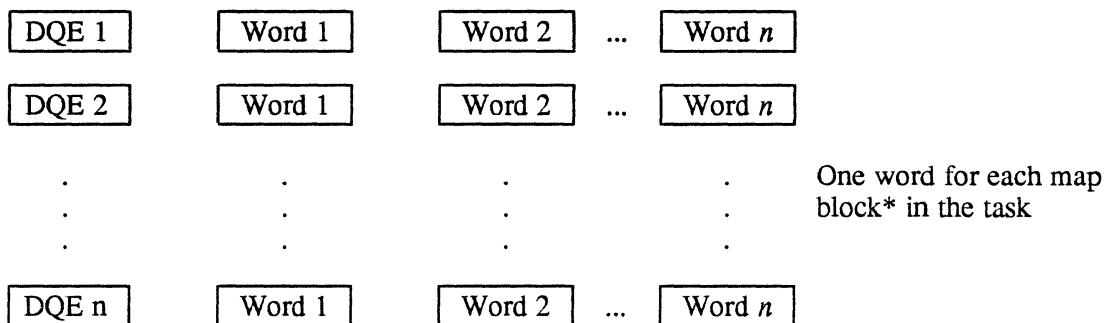 DQE 1 Word 1 Word 2 ... Word n
DQE 2 Word 1 Word 2 ... Word n
. . . .
. . . .
. . . .
One word for each map
block* in the task
DQE n Word 1 Word 2 ... Word n